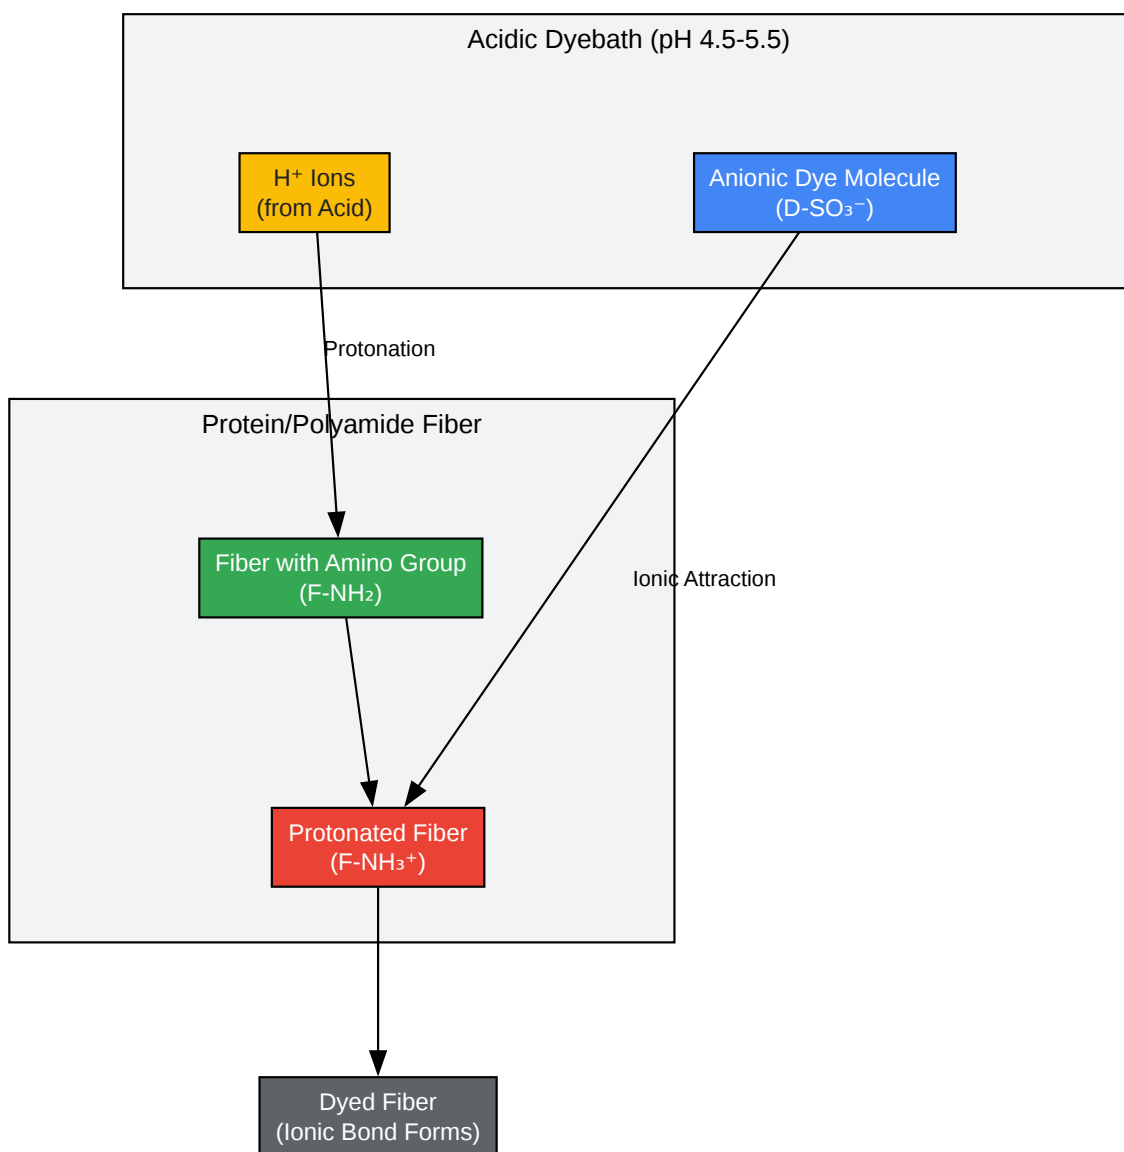 Acidic Dyebath (pH 4.5-5.5)
H⁺ Ions
(from Acid)
Anionic Dye Molecule
(D-SO₃⁻)
Protonation
Protein/Polyamide Fiber
Fiber with Amino Group
(F-NH₂)
Ionic Attraction
Protonated Fiber
(F-NH₃⁺)
Dyed Fiber
(Ionic Bond Forms)